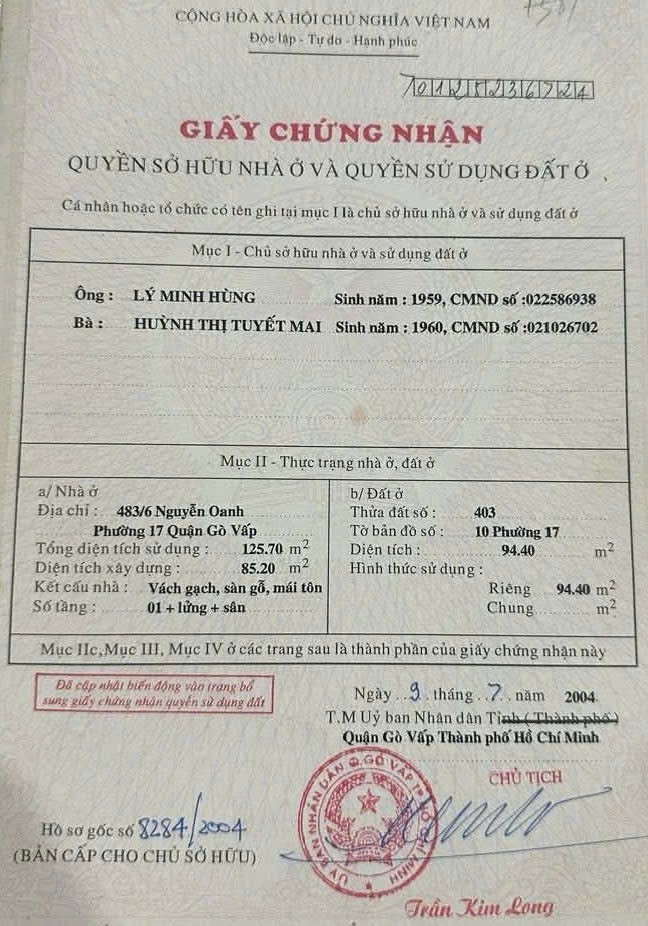 CỘNG HÒA XÃ HỘI CHỦ NGHĨA VIỆT NAM
Độc lập - Tự do - Hạnh phúc
GIẤY CHỨNG NHẬN
QUYỀN SỞ HỮU NHÀ Ở VÀ QUYỀN SỬ DỤNG ĐẤT Ở
Cá nhân hoặc tổ chức có tên ghi tại mục I là chủ sở hữu nhà ở và sử dụng đất ở
Mục I - Chủ sở hữu nhà ở và sử dụng đất ở
Ông : LÝ MINH HÙNG Sinh năm : 1959, CMND số :022586938
Bà : HUỲNH THỊ TUYẾT MAI Sinh năm : 1960, CMND số :021026702
Mục II - Thực trạng nhà ở, đất ở
a/ Nhà ở
Địa chỉ : 483/6 Nguyễn Oanh
Phường 17 Quận Gò Vấp
Tổng diện tích sử dụng : 125.70 m²
Diện tích xây dựng : 85.20 m²
Kết cấu nhà : Vách gạch, sàn gỗ, mái tôn
Số tầng : 01 + lửng + sân
b/ Đất ở
Thửa đất số : 403
Tờ bản đồ số : 10 Phường 17
Diện tích : 94.40 m²
Hình thức sử dụng :
Riêng 94.40 m²
Chung m²
Mục IIc,Mục III, Mục IV ở các trang sau là thành phần của giấy chứng nhận này
Đã cập nhật biến động vào trang bổ
sung giấy chứng nhận quyền sử dụng đất
Ngày 9 tháng 7 năm 2004
T.M Uỷ ban Nhân dân Tỉnh (Thành phố)
Quận Gò Vấp Thành phố Hồ Chí Minh
CHỦ TỊCH
ỦY BAN NHÂN DÂN Q.GÒ VẤP TP HỒ CHÍ MINH
Hồ sơ gốc số 8284/2004
(BẢN CẤP CHO CHỦ SỞ HỮU)
Trần Kim Long